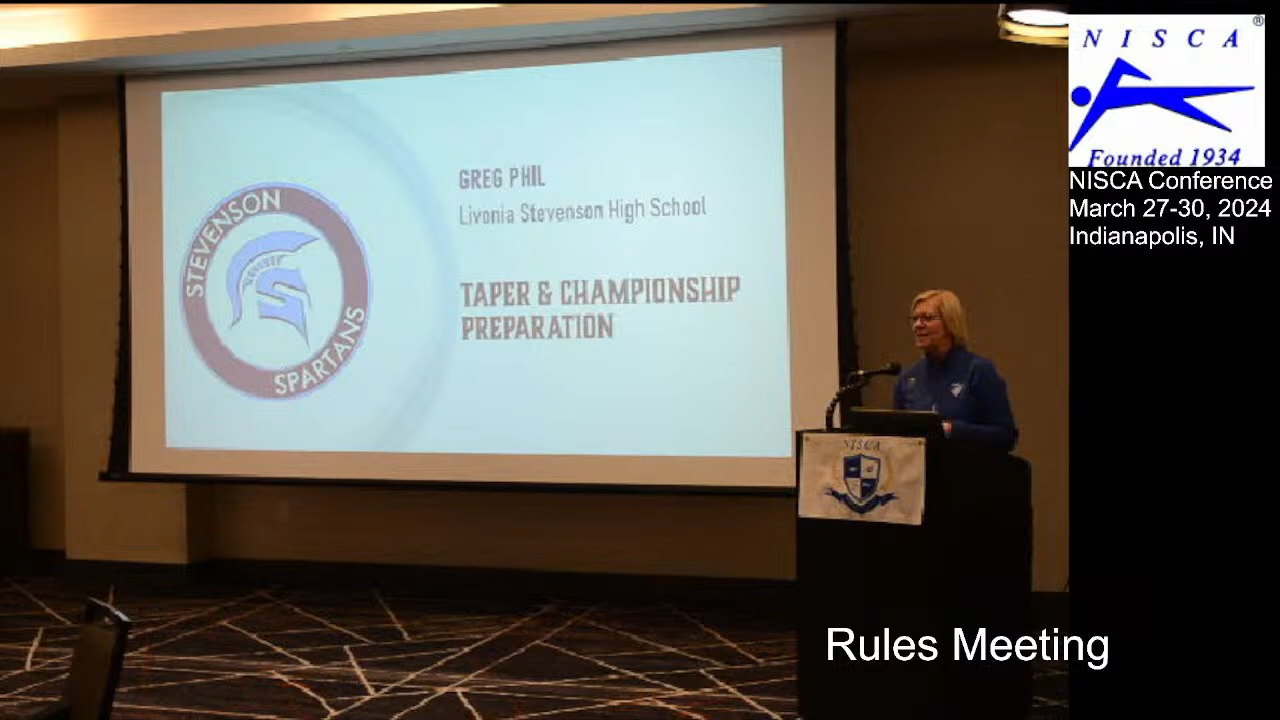 STEVENSON
SPARTANS
GREG PHIL
Livonia Stevenson High School
TAPER & CHAMPIONSHIP
PREPARATION
N I S C A ®
Founded 1934
NISCA Conference
March 27-30, 2024
Indianapolis, IN
NISCA
Rules Meeting